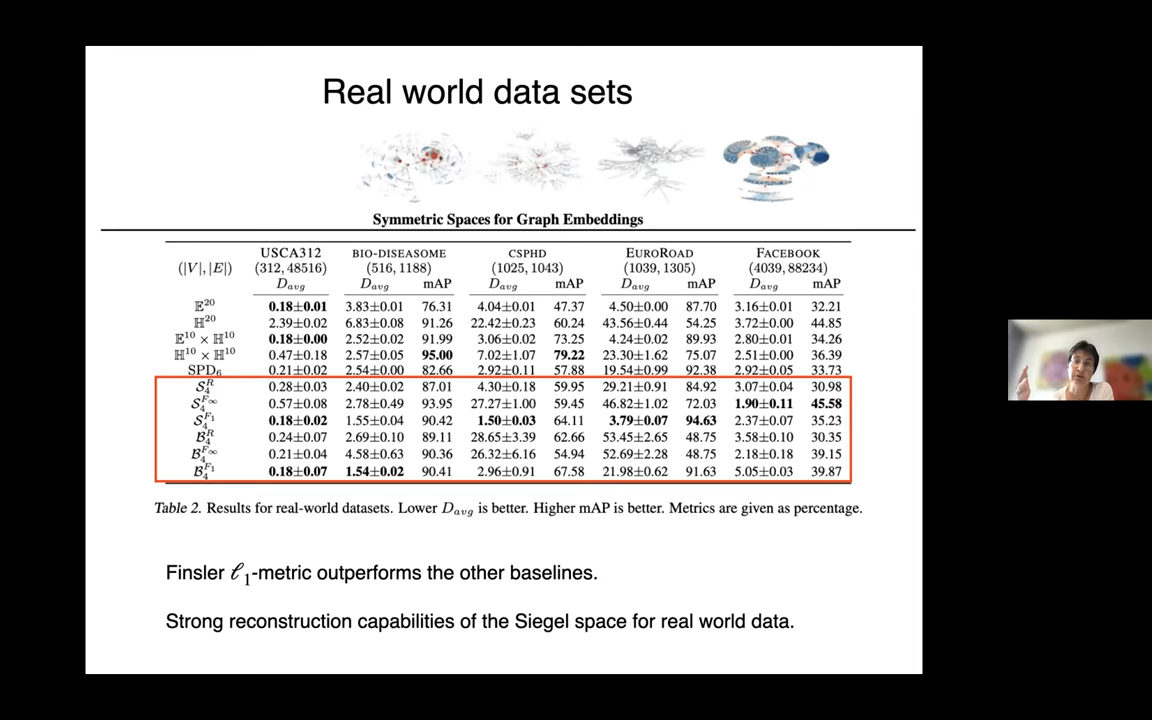 Real world data sets
Symmetric Spaces for Graph Embeddings
USCA312 BIO-DISEASOME CSPHD EUROROAD FACEBOOK
(|V|, |E|) (312, 48516) (516, 1188) (1025, 1043) (1039, 1305) (4039, 88234)
D_avg D_avg mAP D_avg mAP D_avg mAP D_avg mAP
𝔼²⁰ 0.18±0.01 3.83±0.01 76.31 4.04±0.01 47.37 4.50±0.00 87.70 3.16±0.01 32.21
ℍ²⁰ 2.39±0.02 6.83±0.08 91.26 22.42±0.23 60.24 43.56±0.44 54.25 3.72±0.00 44.85
𝔼¹⁰ × ℍ¹⁰ 0.18±0.00 2.52±0.02 91.99 3.06±0.02 73.25 4.24±0.02 89.93 2.80±0.01 34.26
ℍ¹⁰ × ℍ¹⁰ 0.47±0.18 2.57±0.05 95.00 7.02±1.07 79.22 23.30±1.62 75.07 2.51±0.00 36.39
SPD₆ 0.21±0.02 2.54±0.00 82.66 2.92±0.11 57.88 19.54±0.99 92.38 2.92±0.05 33.73
𝒮₄^R 0.28±0.03 2.40±0.02 87.01 4.30±0.18 59.95 29.21±0.91 84.92 3.07±0.04 30.98
𝒮₄^F∞ 0.57±0.08 2.78±0.49 93.95 27.27±1.00 59.45 46.82±1.02 72.03 1.90±0.11 45.58
𝒮₄^F₁ 0.18±0.02 1.55±0.04 90.42 1.50±0.03 64.11 3.79±0.07 94.63 2.37±0.07 35.23
ℬ₄^R 0.24±0.07 2.69±0.10 89.11 28.65±3.39 62.66 53.45±2.65 48.75 3.58±0.10 30.35
ℬ₄^F∞ 0.21±0.04 4.58±0.63 90.36 26.32±6.16 54.94 52.69±2.28 48.75 2.18±0.18 39.15
ℬ₄^F₁ 0.18±0.07 1.54±0.02 90.41 2.96±0.91 67.58 21.98±0.62 91.63 5.05±0.03 39.87
Table 2. Results for real-world datasets. Lower D_avg is better. Higher mAP is better. Metrics are given as percentage.
Finsler ℓ₁-metric outperforms the other baselines.
Strong reconstruction capabilities of the Siegel space for real world data.